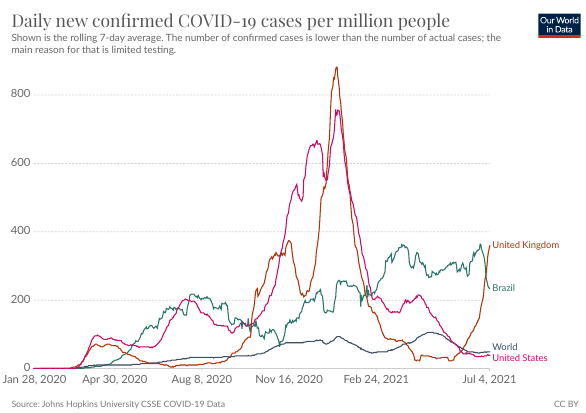 Daily new confirmed COVID-19 cases per million people
Our World
in Data
Shown is the rolling 7-day average. The number of confirmed cases is lower than the number of actual cases; the
main reason for that is limited testing.
800
600
400
United Kingdom
Brazil
200
World
United States
0
Jan 28, 2020 Apr 30, 2020 Aug 8, 2020 Nov 16, 2020 Feb 24, 2021 Jul 4, 2021
Source: Johns Hopkins University CSSE COVID-19 Data CC BY